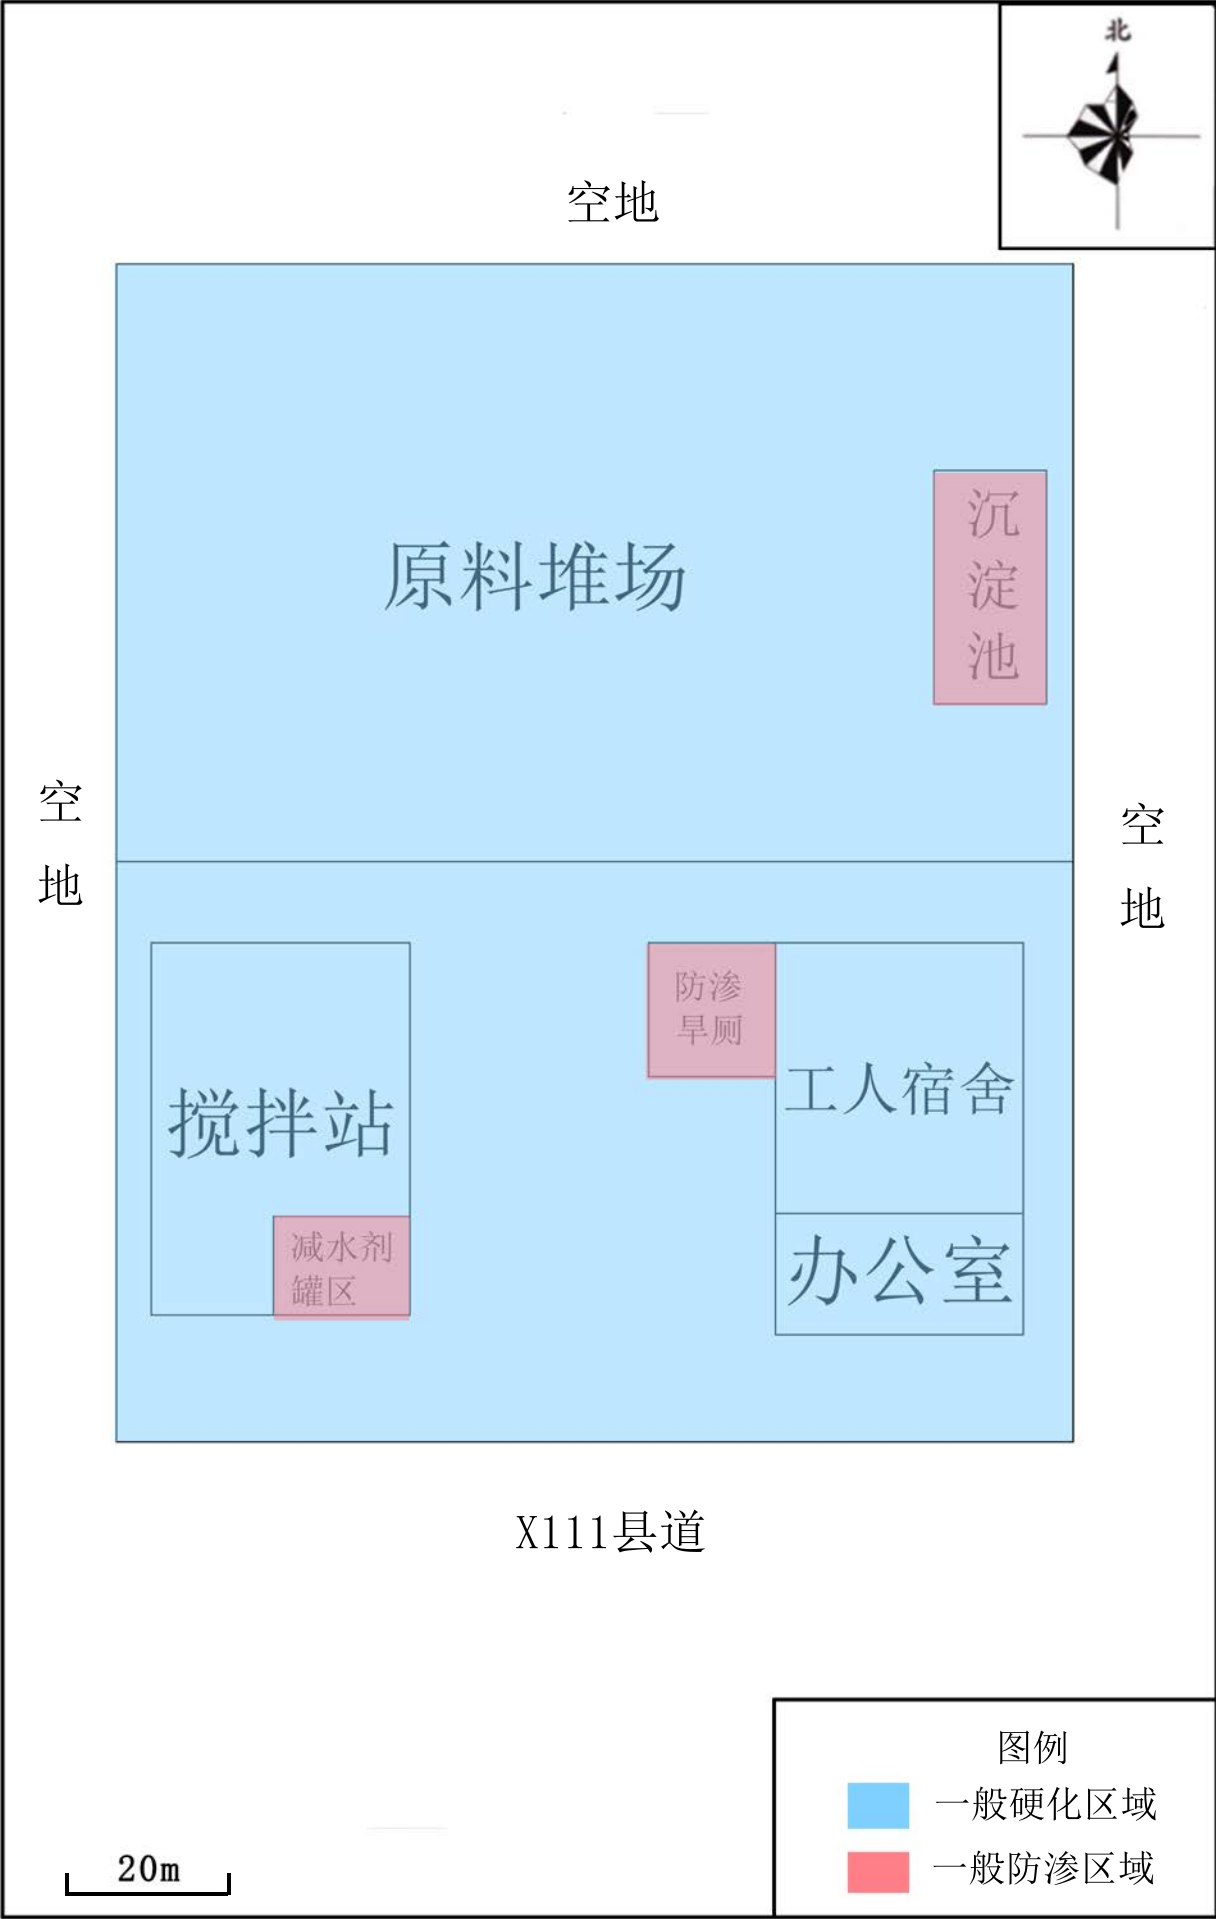 北
空地
沉
淀
池
原料堆场
空
地
空
地
防渗
旱厕
工人宿舍
搅拌站
减水剂
罐区
办公室
X111县道
图例
一般硬化区域
一般防渗区域
20m